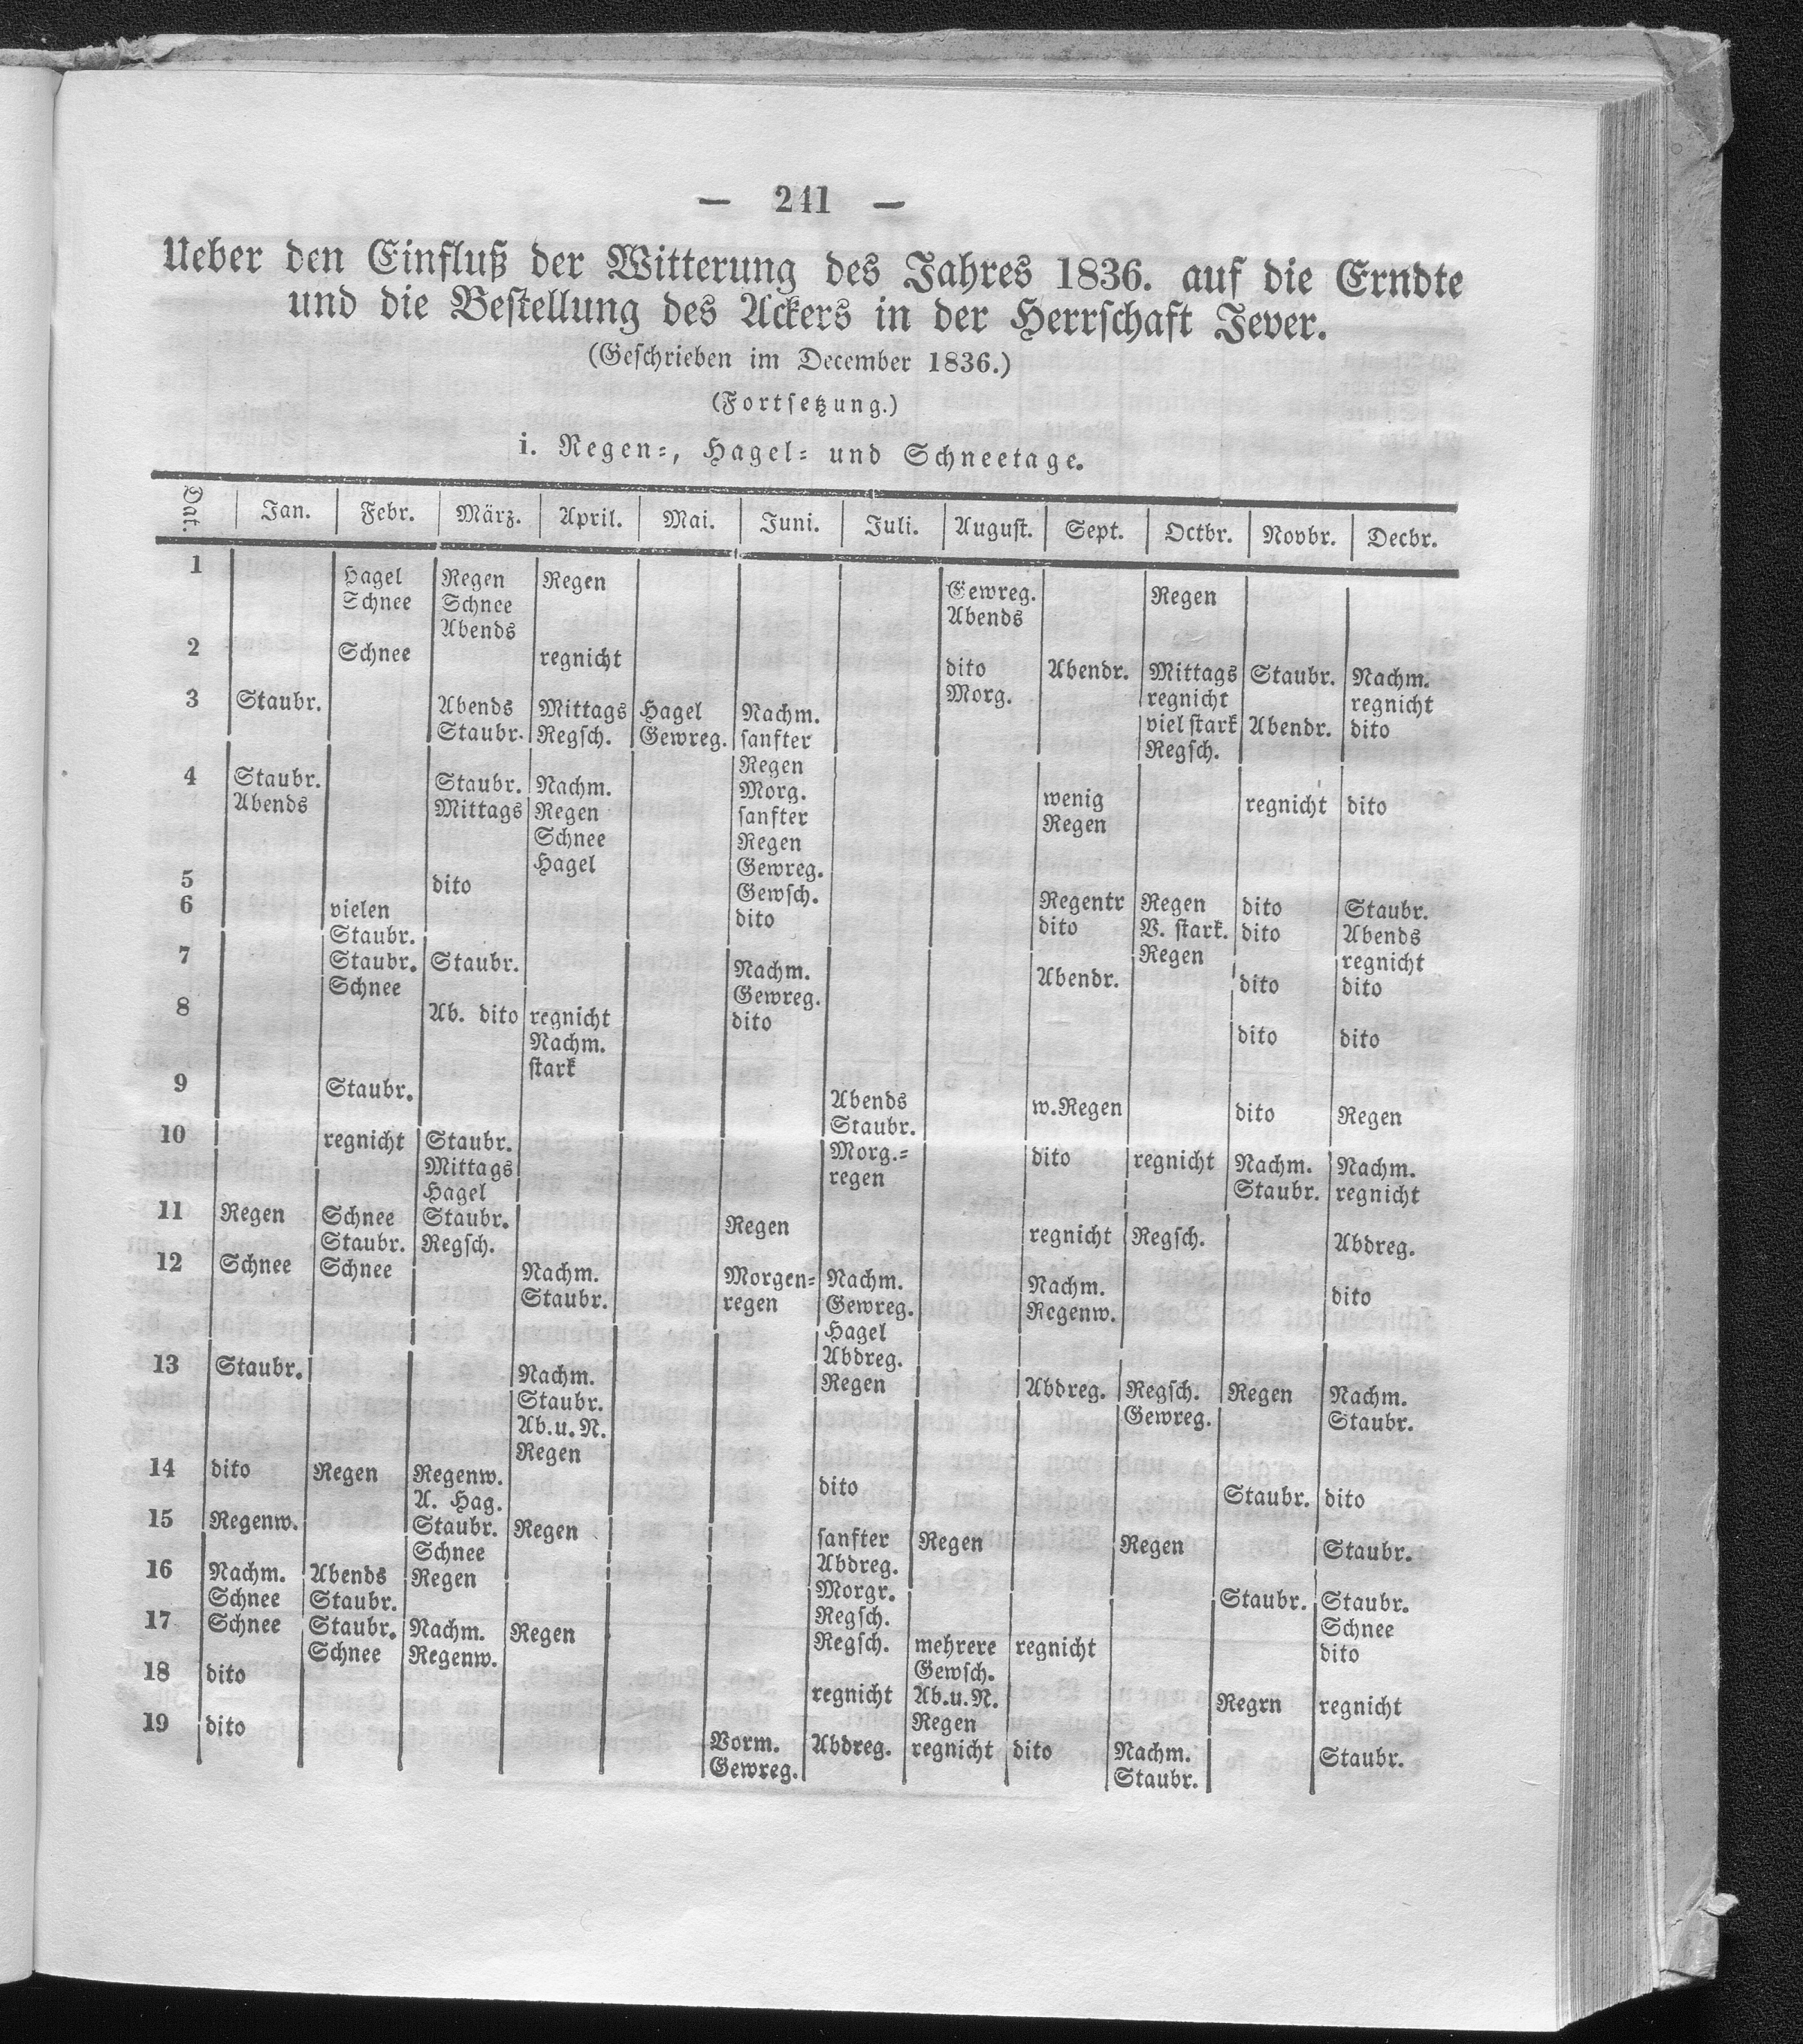 — 241 —
Ueber den Einfluß der Witterung des Jahres 1836. auf die Erndte
und die Bestellung des Ackers in der Herrschaft Jever.
(Geschrieben im December 1836.)
(Fortsetzung.)
i. Regen-, Hagel- und Schneetage.
Dat. Jan. Febr. März. April. Mai. Juni. Juli. August. Sept. Octbr. Novbr. Decbr.
1 Hagel Regen Regen Gewreg. Regen
Schnee Schnee Abends
Abends
2 Schnee regnicht dito Abendr. Mittags Staubr. Nachm.
Morg. regnicht regnicht
3 Staubr. Abends Mittags Hagel Nachm. viel stark Abendr. dito
Staubr. Regsch. Gewreg. sanfter Regsch.
Regen
4 Staubr. Staubr. Nachm. Morg. wenig regnicht dito
Abends Mittags Regen sanfter Regen
Schnee Regen
Hagel Gewreg.
5 dito Gewsch. Regentr Regen dito Staubr.
6 vielen dito dito V. stark. dito Abends
Staubr. Regen regnicht
7 Staubr. Staubr. Nachm. Abendr. dito dito
Schnee Gewreg.
8 Ab. dito regnicht dito dito dito
Nachm.
stark
9 Staubr. Abends w. Regen dito Regen
Staubr.
10 regnicht Staubr. Morg.- dito regnicht Nachm. Nachm.
Mittags regen Staubr. regnicht
Hagel
11 Regen Schnee Staubr. Regen regnicht Regsch. Abdreg.
Staubr. Regsch.
12 Schnee Schnee Nachm. Morgen- Nachm. Nachm. dito
Staubr. regen Gewreg. Regenw.
Hagel
Abdreg.
13 Staubr. Nachm. Regen Abdreg. Regsch. Regen Nachm.
Staubr. Gewreg. Staubr.
Ab. u. N.
Regen
14 dito Regen Regenw. dito Staubr. dito
A. Hag.
15 Regenw. Staubr. Regen sanfter Regen Regen Staubr.
Schnee Abdreg.
16 Nachm. Abends Regen Morgr. Staubr. Staubr.
Schnee Staubr. Regsch. Schnee
17 Schnee Staubr. Nachm. Regen Regsch. mehrere regnicht dito
Schnee Regenw. Gewsch.
18 dito regnicht Ab. u. N. Regrn regnicht
Regen
19 dito Vorm. Abdreg. regnicht dito Nachm. Staubr.
Gewreg. Staubr.